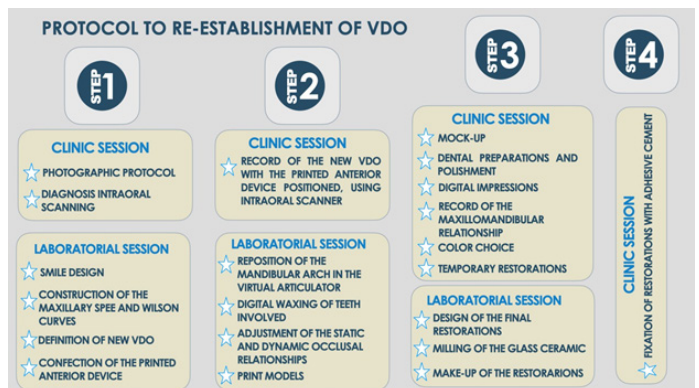 PROTOCOL TO RE-ESTABLISHMENT OF VDO
STEP 1
CLINIC SESSION
PHOTOGRAPHIC PROTOCOL
DIAGNOSIS INTRAORAL
SCANNING
LABORATORIAL SESSION
SMILE DESIGN
CONSTRUCTION OF THE
MAXILLARY SPEE AND WILSON
CURVES
DEFINITION OF NEW VDO
CONFECTION OF THE PRINTED
ANTERIOR DEVICE
STEP 2
CLINIC SESSION
RECORD OF THE NEW VDO
WITH THE PRINTED ANTERIOR
DEVICE POSITIONED, USING
INTRAORAL SCANNER
LABORATORIAL SESSION
REPOSITION OF THE
MANDIBULAR ARCH IN THE
VIRTUAL ARTICULATOR
DIGITAL WAXING OF TEETH
INVOLVED
ADJUSTMENT OF THE STATIC
AND DYNAMIC OCCLUSAL
RELATIONSHIPS
PRINT MODELS
STEP 3
CLINIC SESSION
MOCK-UP
DENTAL PREPARATIONS AND
POLISHMENT
DIGITAL IMPRESSIONS
RECORD OF THE
MAXILLOMANDIBULAR
RELATIONSHIP
COLOR CHOICE
TEMPORARY RESTORATIONS
LABORATORIAL SESSION
DESIGN OF THE FINAL
RESTORATIONS
MILLING OF THE GLASS CERAMIC
MAKE-UP OF THE RESTORARIONS
STEP 4
CLINIC SESSION
FIXATION OF RESTORATIONS WITH ADHESIVE CEMENT